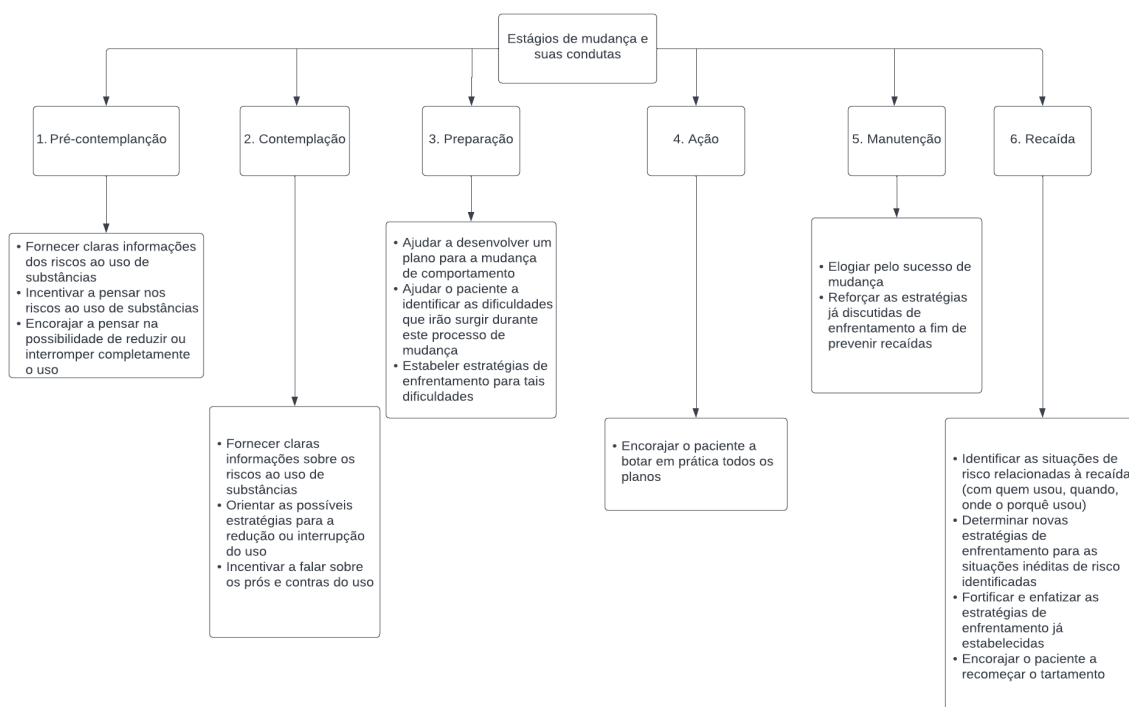 Estágios de mudança e
suas condutas
1. Pré-contemplanção
2. Contemplação
3. Preparação
4. Ação
5. Manutenção
6. Recaída
• Fornecer claras informações
dos riscos ao uso de
substâncias
• Incentivar a pensar nos
riscos ao uso de substâncias
• Encorajar a pensar na
possibilidade de reduzir ou
interromper completamente
o uso
• Fornecer claras
informações sobre os
riscos ao uso de
substâncias
• Orientar as possíveis
estratégias para a
redução ou interrupção
do uso
• Incentivar a falar sobre
os prós e contras do uso
• Ajudar a desenvolver um
plano para a mudança
de comportamento
• Ajudar o paciente a
identificar as dificuldades
que irão surgir durante
este processo de
mudança
• Estabeler estratégias de
enfrentamento para tais
dificuldades
• Encorajar o paciente a
botar em prática todos os
planos
• Elogiar pelo sucesso de
mudança
• Reforçar as estratégias
já discutidas de
enfrentamento a fim de
prevenir recaídas
• Identificar as situações de
risco relacionadas à recaída
(com quem usou, quando,
onde o porquê usou)
• Determinar novas
estratégias de
enfrentamento para as
situações inéditas de risco
identificadas
• Fortificar e enfatizar as
estratégias de
enfrentamento já
estabelecidas
• Encorajar o paciente a
recomeçar o tartamento